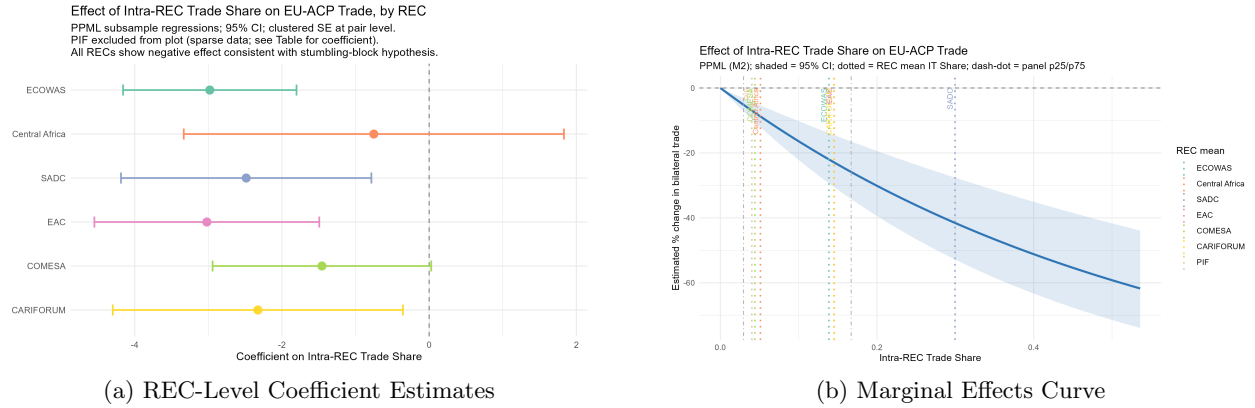 Effect of Intra-REC Trade Share on EU-ACP Trade, by REC
PPML subsample regressions; 95% CI; clustered SE at pair level.
PIF excluded from plot (sparse data; see Table for coefficient).
All RECs show negative effect consistent with stumbling-block hypothesis.
ECOWAS
Central Africa
SADC
EAC
COMESA
CARIFORUM
-4
-2
0
2
Coefficient on Intra-REC Trade Share
(a) REC-Level Coefficient Estimates
Effect of Intra-REC Trade Share on EU-ACP Trade
PPML (M2); shaded = 95% CI; dotted = REC mean IT Share; dash-dot = panel p25/p75
Estimated % change in bilateral trade
0
-20
-40
-60
ECOWAS
EAC
SADC
0.0
0.2
0.4
Intra-REC Trade Share
REC mean
ECOWAS
Central Africa
SADC
EAC
COMESA
CARIFORUM
PIF
(b) Marginal Effects Curve